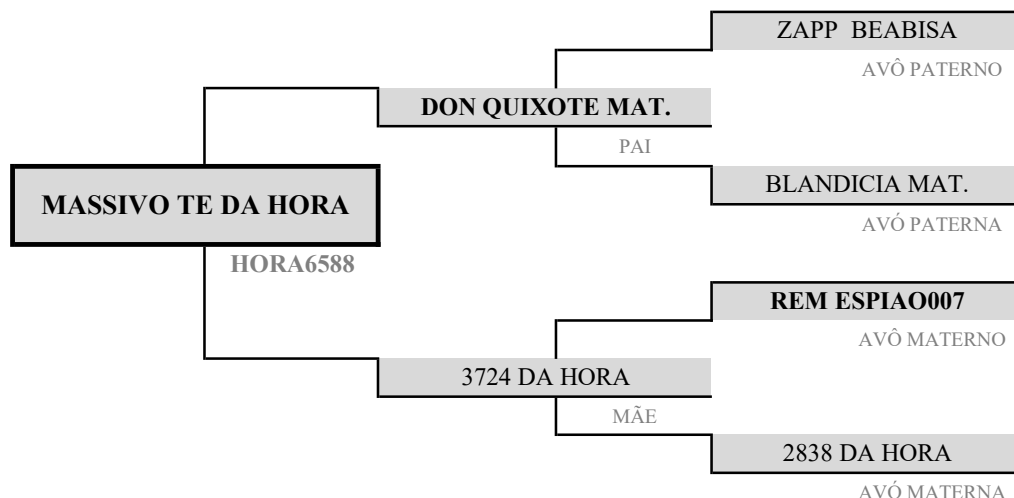 ZAPP BEABISA
AVÔ PATERNO
DON QUIXOTE MAT.
PAI
BLANDICIA MAT.
AVÓ PATERNA
MASSIVO TE DA HORA
HORA6588
REM ESPIAO007
AVÔ MATERNO
3724 DA HORA
MÃE
2838 DA HORA
AVÓ MATERNA